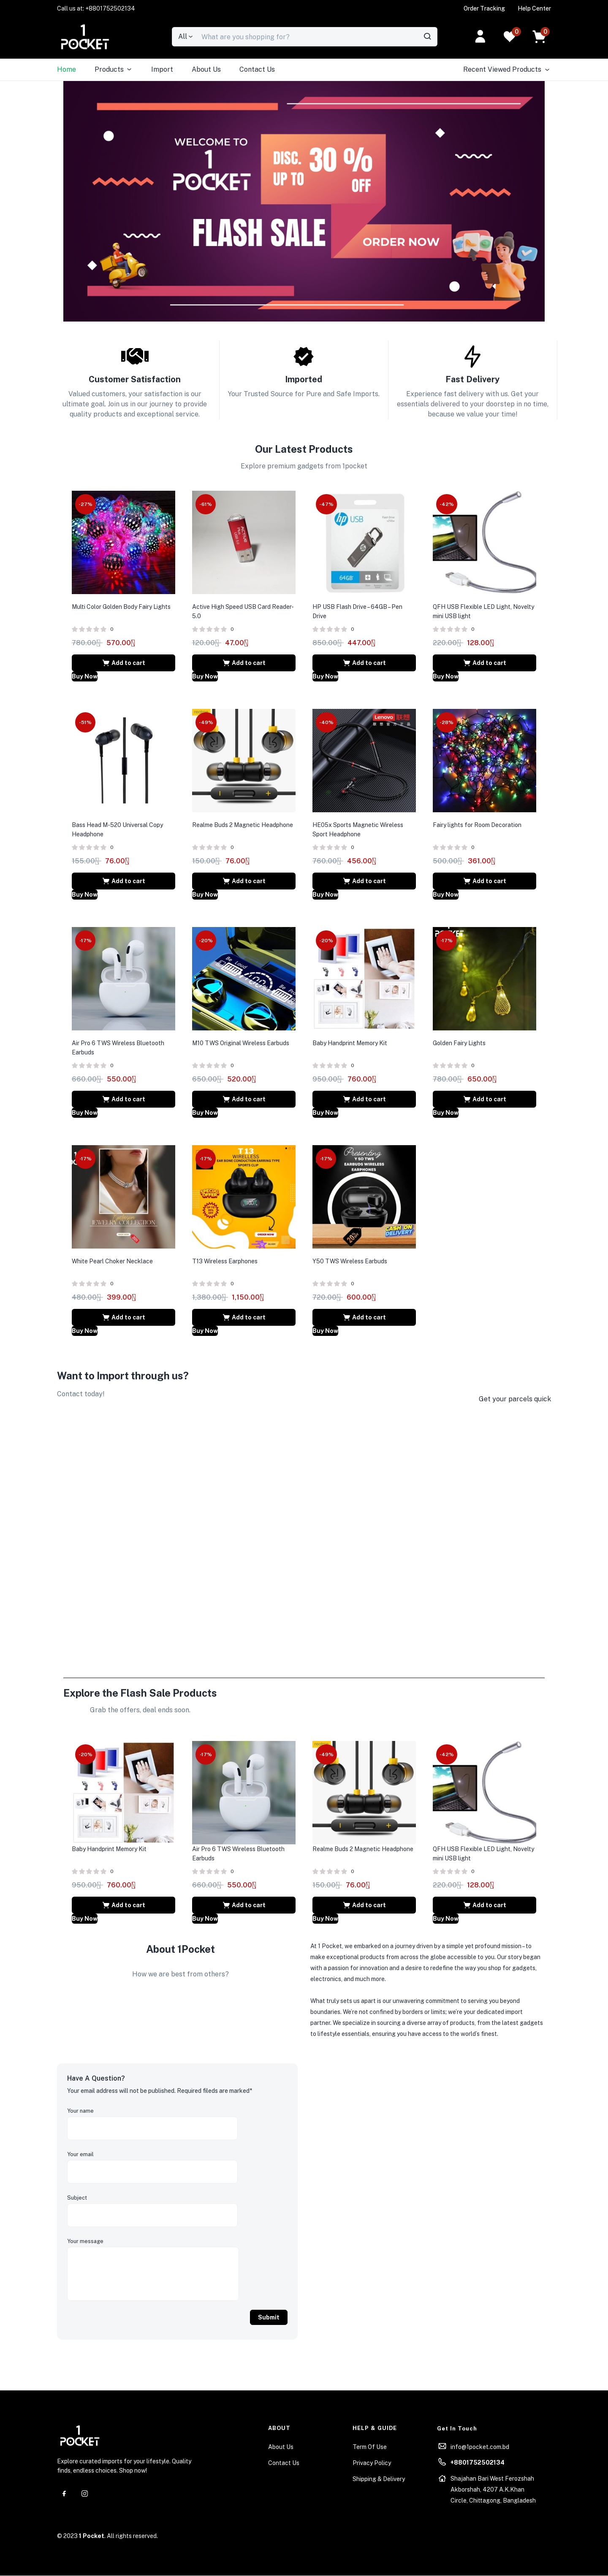 Call us at: +8801752502134
Order Tracking
Help Center
1
POCKET
All
What are you shopping for?
0
0
Home
Products
Import
About Us
Contact Us
Recent Viewed Products
WELCOME TO
1
POCKET
DISC.
UP TO
30 %
OFF
FLASH SALE
ORDER NOW
Customer Satisfaction
Valued customers, your satisfaction is our
ultimate goal. Join us in our journey to provide
quality products and exceptional service.
Imported
Your Trusted Source for Pure and Safe Imports.
Fast Delivery
Experience fast delivery with us. Get your
essentials delivered to your doorstep in no time,
because we value your time!
Our Latest Products
Explore premium gadgets from 1pocket
-27%
Multi Color Golden Body Fairy Lights
0
780.00৳ 570.00৳
Add to cart
Buy Now
-61%
Active High Speed USB Card Reader-
5.0
0
120.00৳ 47.00৳
Add to cart
Buy Now
-47%
hp USB
64GB
HP USB Flash Drive – 64GB – Pen
Drive
0
850.00৳ 447.00৳
Add to cart
Buy Now
-42%
QFH USB Flexible LED Light, Novelty
mini USB light
0
220.00৳ 128.00৳
Add to cart
Buy Now
-51%
Bass Head M-520 Universal Copy
Headphone
0
155.00৳ 76.00৳
Add to cart
Buy Now
-49%
Realme Buds 2 Magnetic Headphone
0
150.00৳ 76.00৳
Add to cart
Buy Now
-40%
Lenovo
HE05x Sports Magnetic Wireless
Sport Headphone
0
760.00৳ 456.00৳
Add to cart
Buy Now
-28%
Fairy lights for Room Decoration
0
500.00৳ 361.00৳
Add to cart
Buy Now
-17%
Air Pro 6 TWS Wireless Bluetooth
Earbuds
0
660.00৳ 550.00৳
Add to cart
Buy Now
-20%
M10 TWS Original Wireless Earbuds
0
650.00৳ 520.00৳
Add to cart
Buy Now
-20%
Baby Handprint Memory Kit
0
950.00৳ 760.00৳
Add to cart
Buy Now
-17%
POCKET
Golden Fairy Lights
0
780.00৳ 650.00৳
Add to cart
Buy Now
-17%
JEWELRY COLLECTION
White Pearl Choker Necklace
0
480.00৳ 399.00৳
Add to cart
Buy Now
-17%
T13
WIRELESS
EAR BONE CONDUCTION EARRING TYPE
SPORTS CLIP
T13 Wireless Earphones
0
1,380.00৳ 1,150.00৳
Add to cart
Buy Now
-17%
Presenting
Y 50 TWS
EARBUDS WIRELESS
EARPHONES
CASH ON
DELIVERY
Y50 TWS Wireless Earbuds
0
720.00৳ 600.00৳
Add to cart
Buy Now
Want to Import through us?
Contact today!
Get your parcels quick
Explore the Flash Sale Products
Grab the offers, deal ends soon.
-20%
Baby Handprint Memory Kit
0
950.00৳ 760.00৳
Add to cart
Buy Now
-17%
Air Pro 6 TWS Wireless Bluetooth
Earbuds
0
660.00৳ 550.00৳
Add to cart
Buy Now
-49%
Realme Buds 2 Magnetic Headphone
0
150.00৳ 76.00৳
Add to cart
Buy Now
-42%
QFH USB Flexible LED Light, Novelty
mini USB light
0
220.00৳ 128.00৳
Add to cart
Buy Now
About 1Pocket
How we are best from others?
At 1 Pocket, we embarked on a journey driven by a simple yet profound mission – to
make exceptional products from across the globe accessible to you. Our story began
with a passion for innovation and a desire to redefine the way you shop for gadgets,
electronics, and much more.
What truly sets us apart is our unwavering commitment to serving you beyond
boundaries. We're not confined by borders or limits; we're your dedicated import
partner. We specialize in sourcing a diverse array of products, from the latest gadgets
to lifestyle essentials, ensuring you have access to the world's finest.
Have A Question?
Your email address will not be published. Required fileds are marked*
Your name
Your email
Subject
Your message
Submit
1
POCKET
Explore curated imports for your lifestyle. Quality
finds, endless choices. Shop now!
ABOUT
About Us
Contact Us
HELP & GUIDE
Term Of Use
Privacy Policy
Shipping & Delivery
Get In Touch
info@1pocket.com.bd
+8801752502134
Shajahan Bari West Ferozshah
Akborshah, 4207 A.K.Khan
Circle, Chittagong, Bangladesh
© 2023 1 Pocket. All rights reserved.